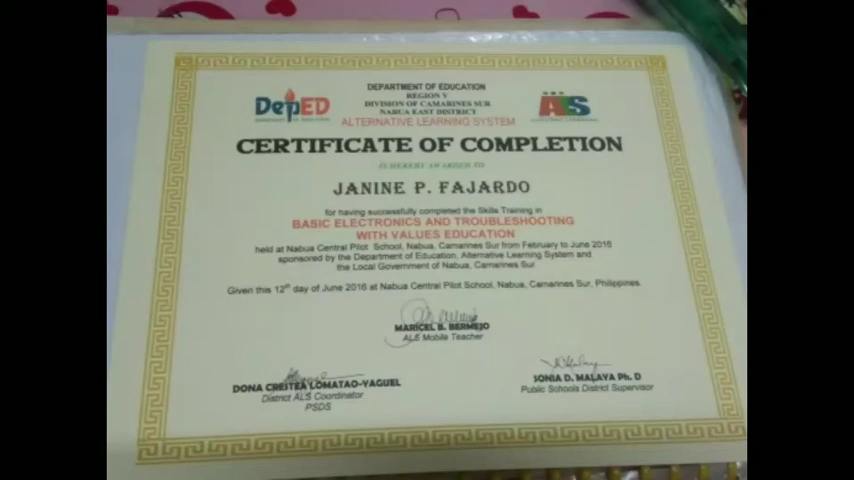 DEPARTMENT OF EDUCATION
REGION V
DIVISION OF CAMARINES SUR
NABUA EAST DISTRICT
ALTERNATIVE LEARNING SYSTEM
DepED
ALS
CERTIFICATE OF COMPLETION
IS HEREBY AWARDED TO
JANINE P. FAJARDO
for having successfully completed the Skills Training in
BASIC ELECTRONICS AND TROUBLESHOOTING
WITH VALUES EDUCATION
held at Nabua Central Pilot School, Nabua, Camarines Sur from February to June 2016
sponsored by the Department of Education, Alternative Learning System and
the Local Government of Nabua, Camarines Sur.
Given this 12th day of June 2016 at Nabua Central Pilot School, Nabua, Camarines Sur, Philippines.
MARICEL B. BERMEJO
ALS Mobile Teacher
DONA CRESTEA LOMATAO-YAGUEL
District ALS Coordinator
PSDS
SONIA D. MALAYA Ph. D
Public Schools District Supervisor